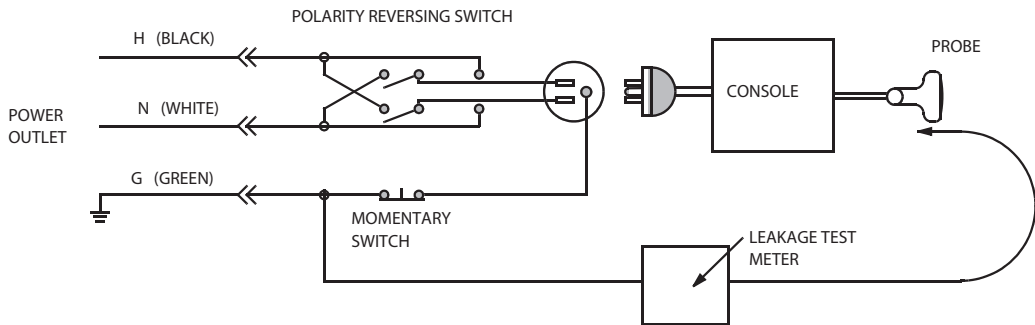 POLARITY REVERSING SWITCH
H (BLACK)
PROBE
CONSOLE
N (WHITE)
POWER
OUTLET
G (GREEN)
MOMENTARY
SWITCH
LEAKAGE TEST
METER